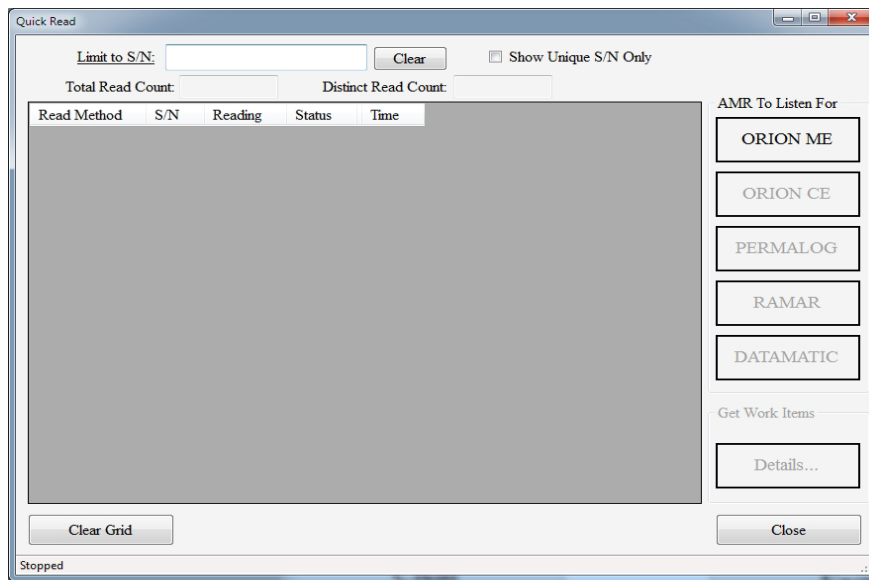 Quick Read
Limit to S/N: Clear Show Unique S/N Only
Total Read Count: Distinct Read Count:
Read Method S/N Reading Status Time
AMR To Listen For
ORION ME
ORION CE
PERMALOG
RAMAR
DATAMATIC
Get Work Items
Details...
Clear Grid Close
Stopped